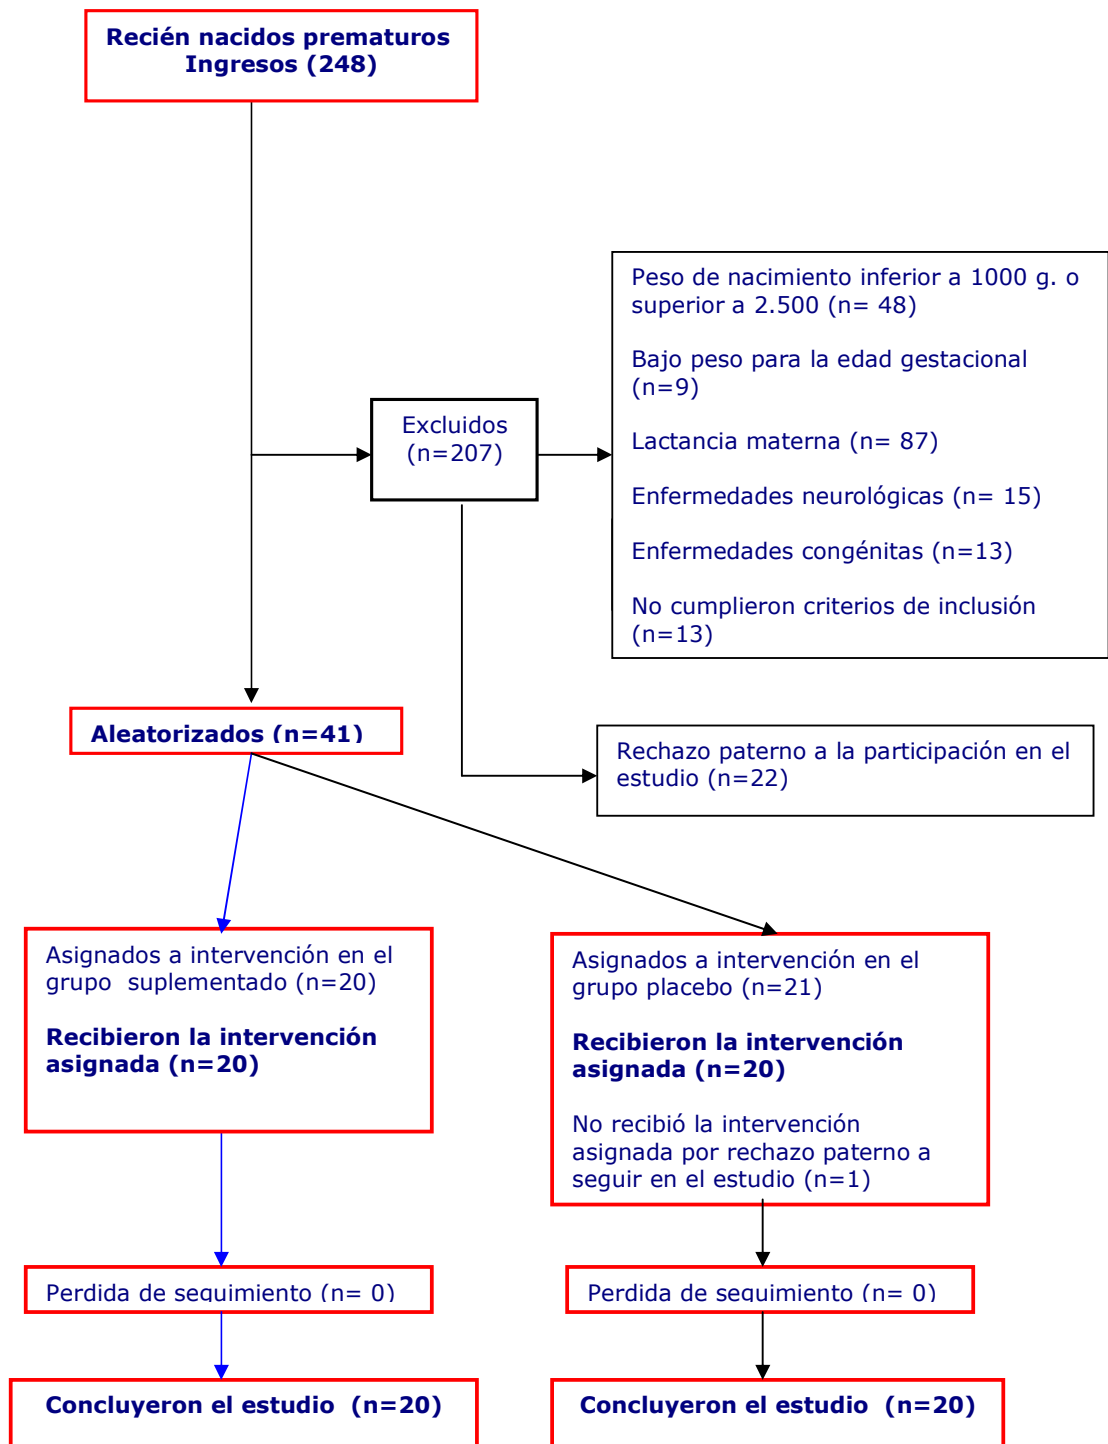 Recién nacidos prematuros
Ingresos (248)
Peso de nacimiento inferior a 1000 g. o
superior a 2.500 (n= 48)
Bajo peso para la edad gestacional
(n=9)
Lactancia materna (n= 87)
Enfermedades neurológicas (n= 15)
Enfermedades congénitas (n=13)
No cumplieron criterios de inclusión
(n=13)
Excluidos
(n=207)
Aleatorizados (n=41)
Rechazo paterno a la participación en el
estudio (n=22)
Asignados a intervención en el
grupo  suplementado (n=20)
Recibieron la intervención
asignada (n=20)
Asignados a intervención en el
grupo placebo (n=21)
Recibieron la intervención
asignada (n=20)
No recibió la intervención
asignada por rechazo paterno a
seguir en el estudio (n=1)
Perdida de seguimiento (n= 0)
Perdida de seguimiento (n= 0)
Concluyeron el estudio  (n=20)
Concluyeron el estudio  (n=20)